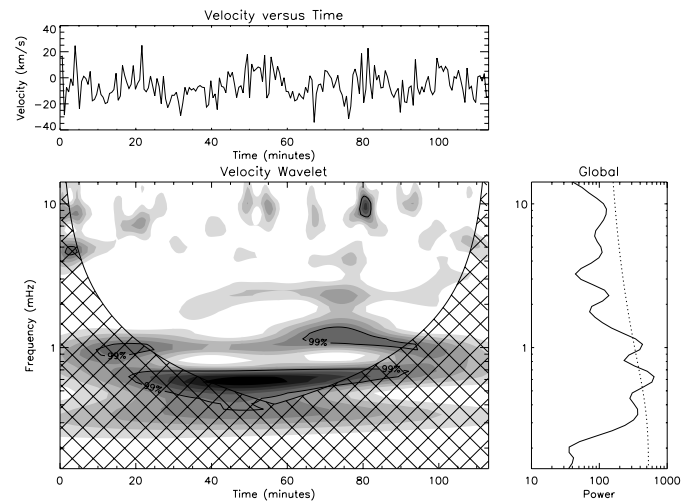 Velocity versus Time
Velocity (km/s)
40
20
0
−20
−40
0 20 40 60 80 100
Time (minutes)
Velocity Wavelet
Frequency (mHz)
10
1
99%
99%
99%
99%
0 20 40 60 80 100
Time (minutes)
Global
10
1
10 100 1000
Power